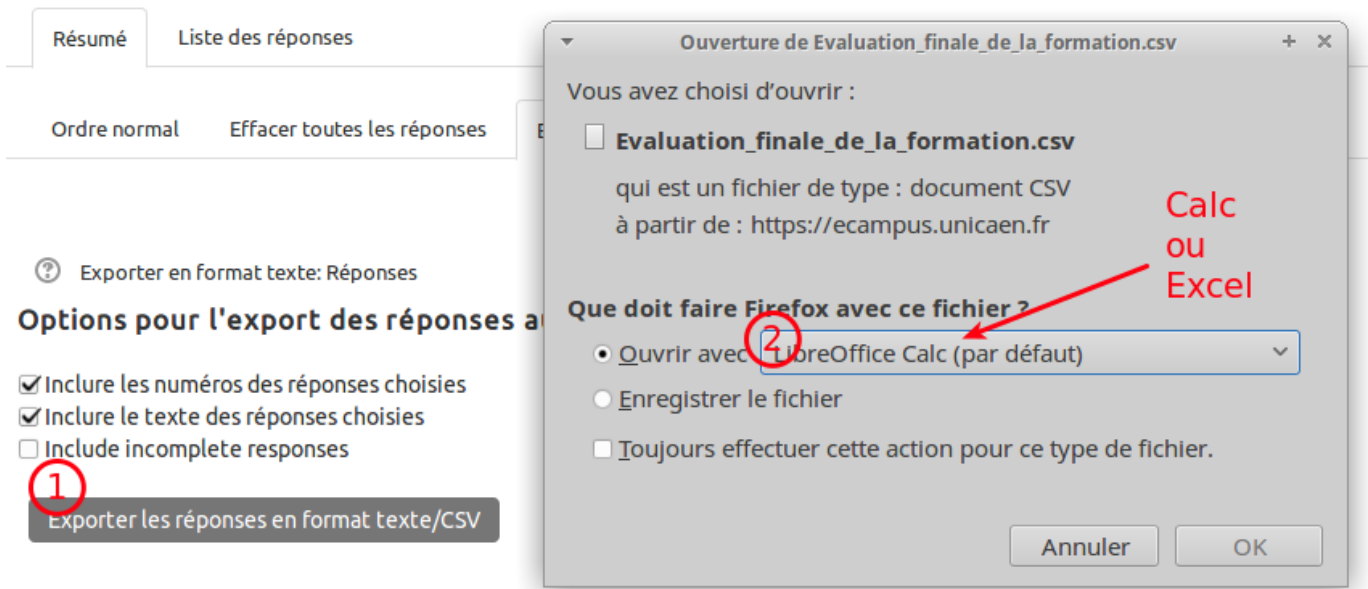 Résumé
Liste des réponses
Ordre normal
Effacer toutes les réponses
Exporter en format texte: Réponses
Options pour l'export des réponses a
Inclure les numéros des réponses choisies
Inclure le texte des réponses choisies
Include incomplete responses
1
Exporter les réponses en format texte/CSV
Ouverture de Evaluation_finale_de_la_formation.csv
Vous avez choisi d’ouvrir :
Evaluation_finale_de_la_formation.csv
qui est un fichier de type : document CSV
à partir de : https://ecampus.unicaen.fr
Calc
ou
Excel
Que doit faire Firefox avec ce fichier ?
2
Ouvrir avec LibreOffice Calc (par défaut)
Enregistrer le fichier
Toujours effectuer cette action pour ce type de fichier.
Annuler
OK